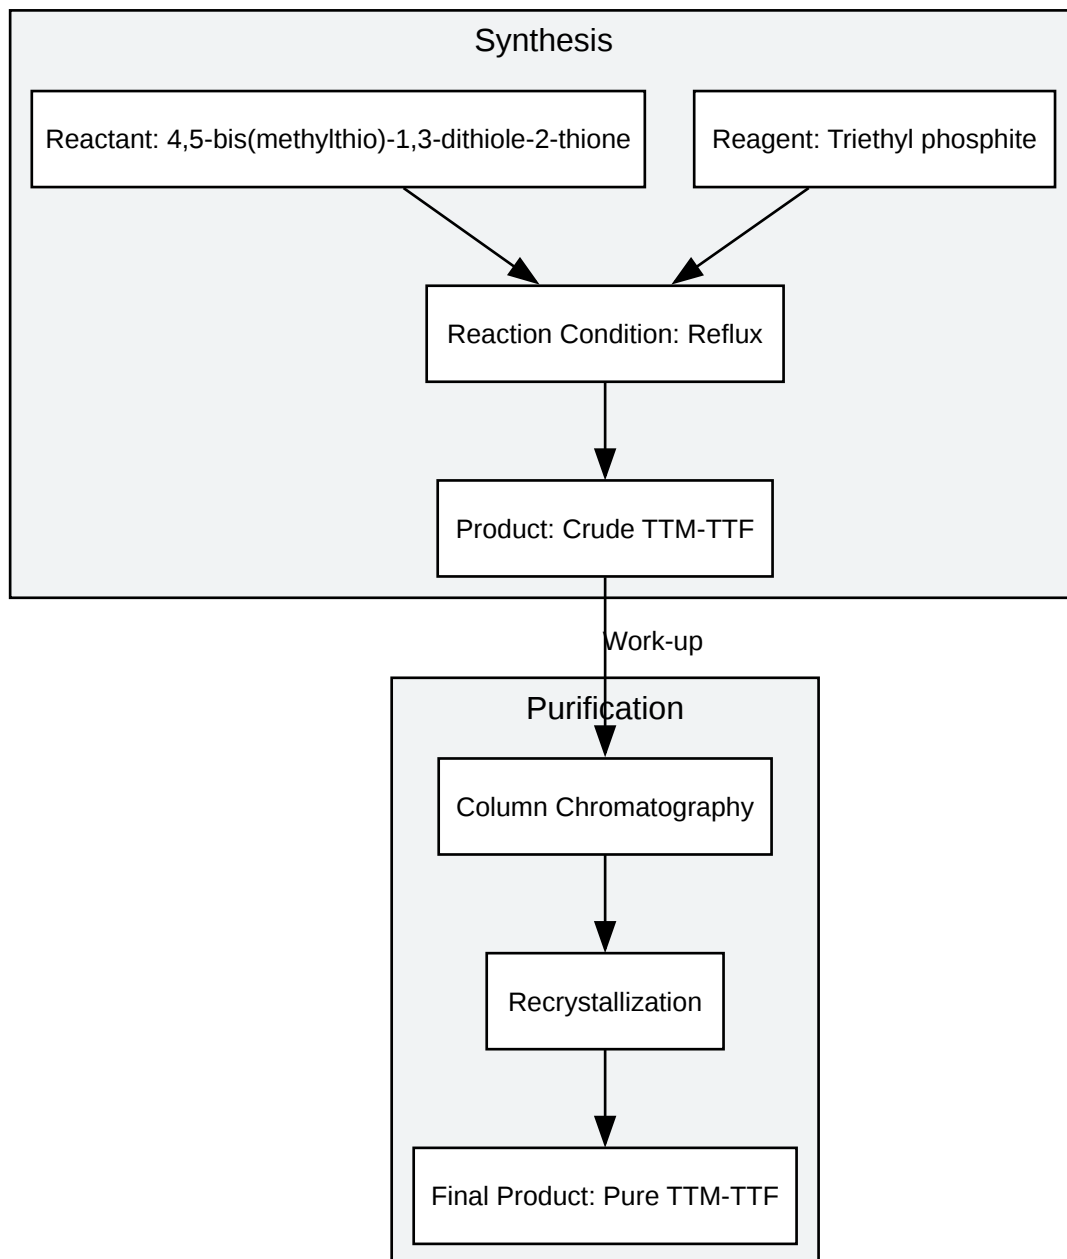 Synthesis
Reactant: 4,5-bis(methylthio)-1,3-dithiole-2-thione
Reagent: Triethyl phosphite
Reaction Condition: Reflux
Product: Crude TTM-TTF
Work-up
Purification
Column Chromatography
Recrystallization
Final Product: Pure TTM-TTF